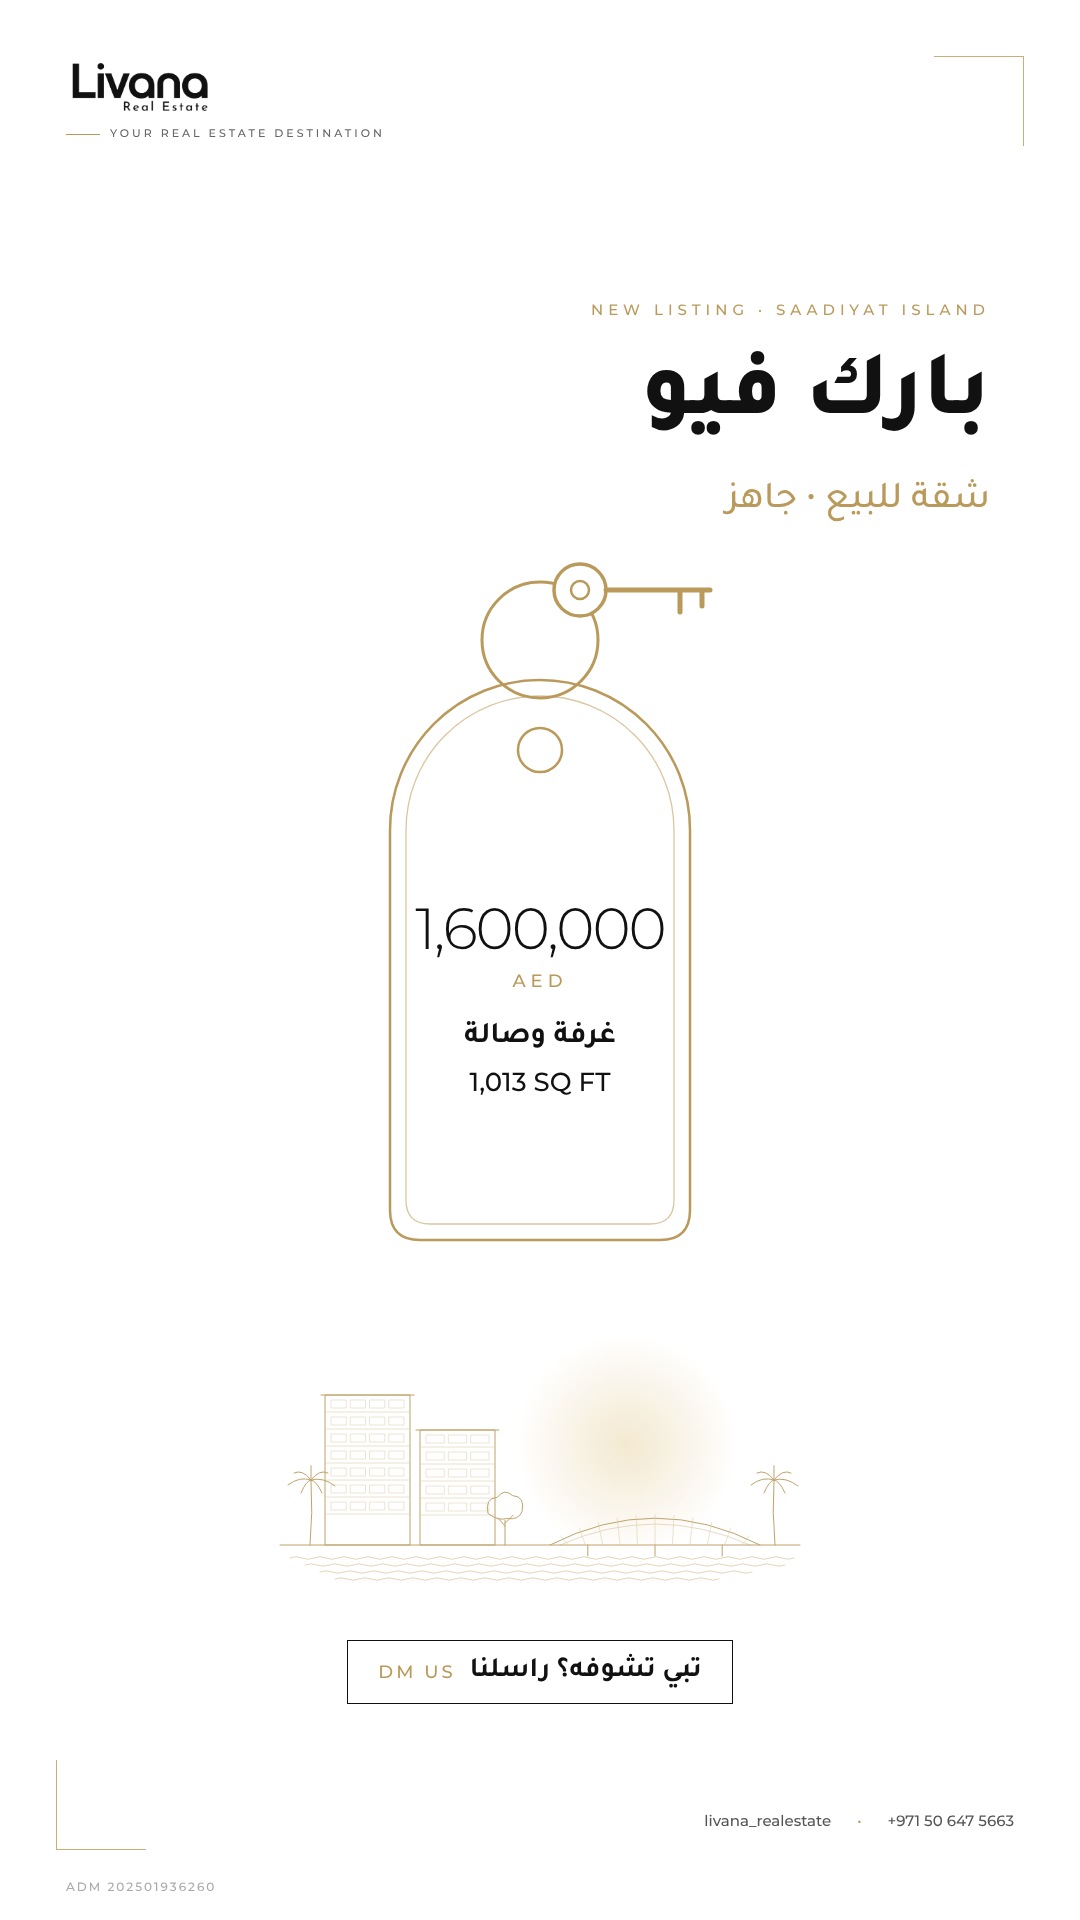 Livana
Real Estate
YOUR REAL ESTATE DESTINATION
NEW LISTING · SAADIYAT ISLAND
بارك فيو
شقة للبيع · جاهز
1,600,000
AED
غرفة وصالة
1,013 SQ FT
تبي تشوفه؟ راسلنا DM US
livana_realestate · +971 50 647 5663
ADM 202501936260